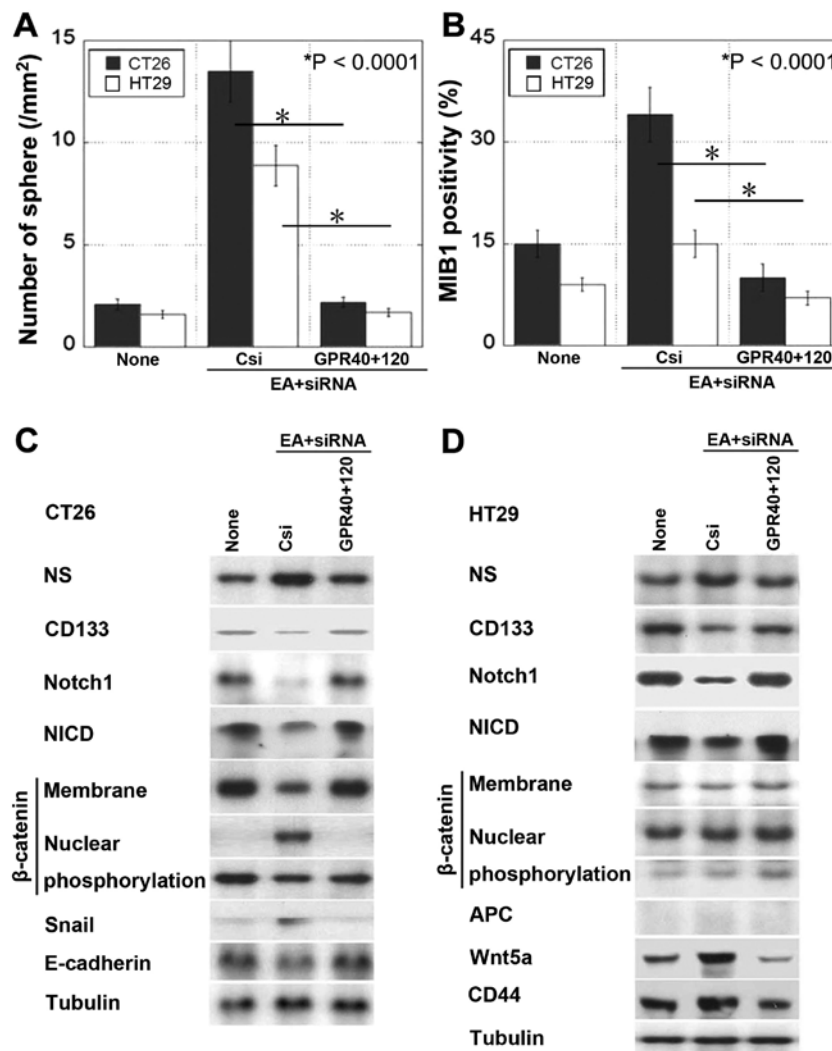 A
Number of sphere (/mm²)
15
10
5
0
CT26
HT29
*P < 0.0001
*
*
None
Csi
GPR40+120
EA+siRNA
B
MIB1 positivity (%)
45
30
15
0
CT26
HT29
*P < 0.0001
*
*
None
Csi
GPR40+120
EA+siRNA
C
EA+siRNA
CT26
None
Csi
GPR40+120
NS
CD133
Notch1
NICD
β-catenin
Membrane
Nuclear
phosphorylation
Snail
E-cadherin
Tubulin
D
EA+siRNA
HT29
None
Csi
GPR40+120
NS
CD133
Notch1
NICD
β-catenin
Membrane
Nuclear
phosphorylation
APC
Wnt5a
CD44
Tubulin